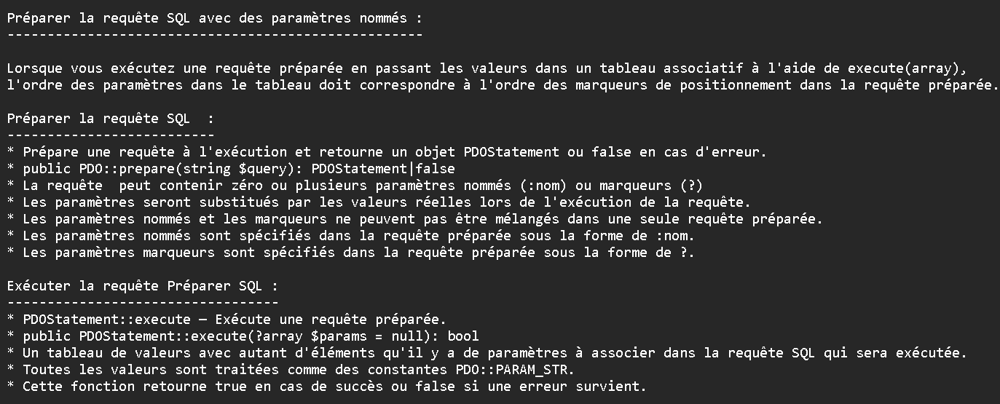 Préparer la requête SQL avec des paramètres nommés :
----------------------------------------------------
Lorsque vous exécutez une requête préparée en passant les valeurs dans un tableau associatif à l'aide de execute(array),
l'ordre des paramètres dans le tableau doit correspondre à l'ordre des marqueurs de positionnement dans la requête préparée.
Préparer la requête SQL  :
--------------------------
* Prépare une requête à l'exécution et retourne un objet PDOStatement ou false en cas d'erreur.
* public PDO::prepare(string $query): PDOStatement|false
* La requête  peut contenir zéro ou plusieurs paramètres nommés (:nom) ou marqueurs (?)
* Les paramètres seront substitués par les valeurs réelles lors de l'exécution de la requête.
* Les paramètres nommés et les marqueurs ne peuvent pas être mélangés dans une seule requête préparée.
* Les paramètres nommés sont spécifiés dans la requête préparée sous la forme de :nom.
* Les paramètres marqueurs sont spécifiés dans la requête préparée sous la forme de ?.
Exécuter la requête Préparer SQL :
----------------------------------
* PDOStatement::execute — Exécute une requête préparée.
* public PDOStatement::execute(?array $params = null): bool
* Un tableau de valeurs avec autant d'éléments qu'il y a de paramètres à associer dans la requête SQL qui sera exécutée.
* Toutes les valeurs sont traitées comme des constantes PDO::PARAM_STR.
* Cette fonction retourne true en cas de succès ou false si une erreur survient.